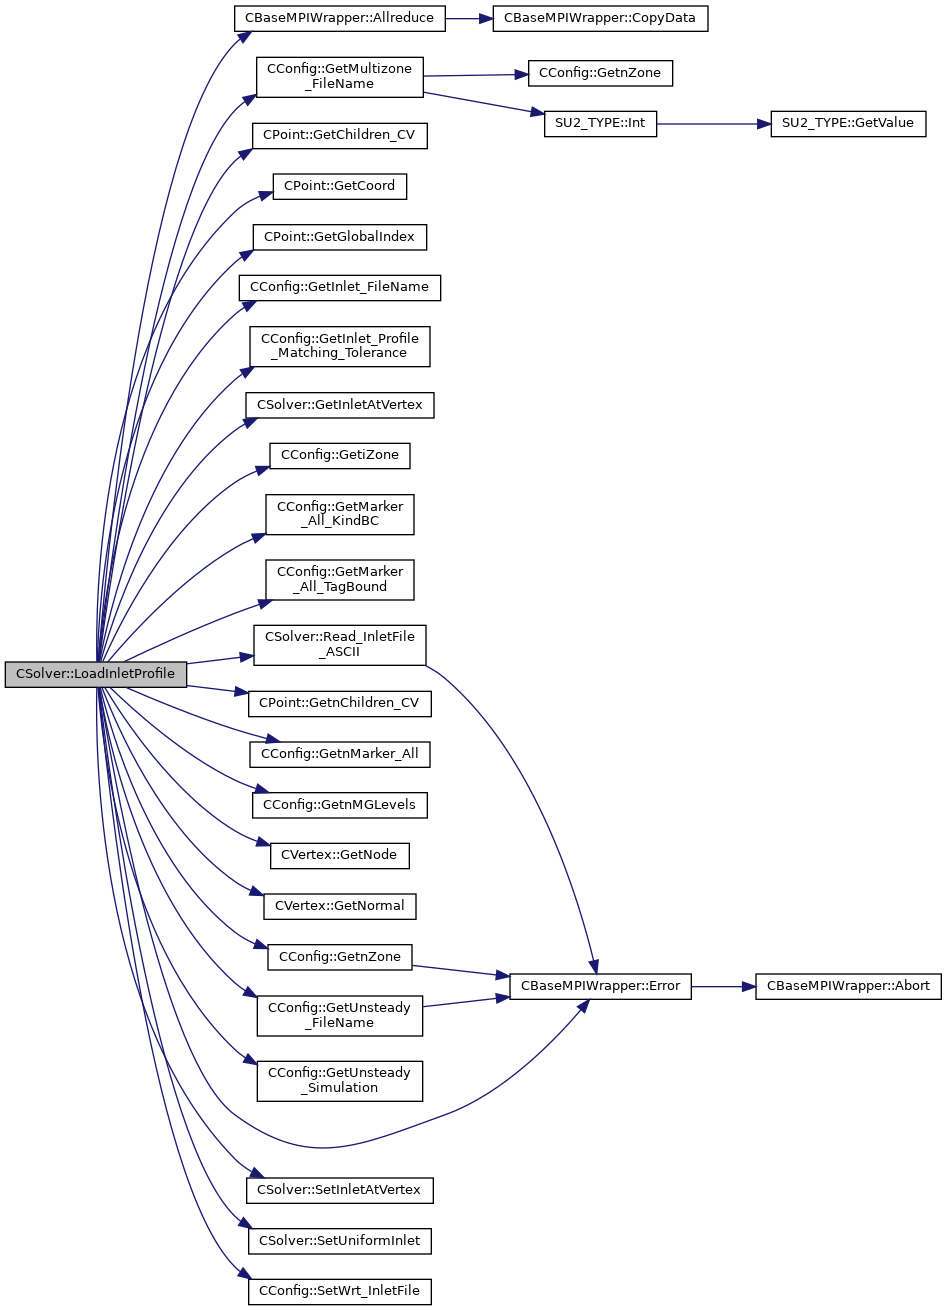 CBaseMPIWrapper::Allreduce
CBaseMPIWrapper::CopyData
CConfig::GetMultizone
_FileName
CConfig::GetnZone
SU2_TYPE::Int
SU2_TYPE::GetValue
CPoint::GetChildren_CV
CPoint::GetCoord
CPoint::GetGlobalIndex
CConfig::GetInlet_FileName
CConfig::GetInlet_Profile
_Matching_Tolerance
CSolver::GetInletAtVertex
CConfig::GetiZone
CConfig::GetMarker
_All_KindBC
CConfig::GetMarker
_All_TagBound
CSolver::Read_InletFile
_ASCII
CSolver::LoadInletProfile
CPoint::GetnChildren_CV
CConfig::GetnMarker_All
CConfig::GetnMGLevels
CVertex::GetNode
CVertex::GetNormal
CConfig::GetnZone
CBaseMPIWrapper::Error
CBaseMPIWrapper::Abort
CConfig::GetUnsteady
_FileName
CConfig::GetUnsteady
_Simulation
CSolver::SetInletAtVertex
CSolver::SetUniformInlet
CConfig::SetWrt_InletFile